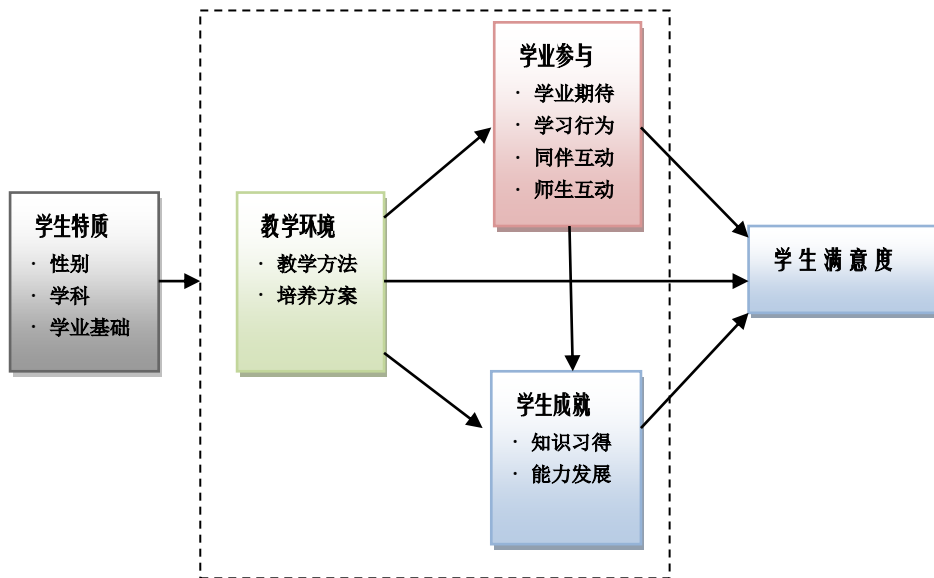 学生特质
· 性别
· 学科
· 学业基础
教学环境
· 教学方法
· 培养方案
学业参与
· 学业期待
· 学习行为
· 同伴互动
· 师生互动
学生成就
· 知识习得
· 能力发展
学生满意度